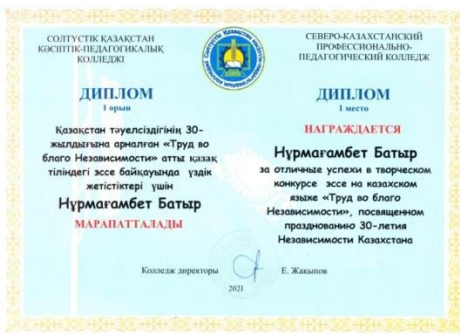 СОЛТҮСТІК ҚАЗАҚСТАН
КӘСІПТІК-ПЕДАГОГИКАЛЫҚ
КОЛЛЕДЖІ
ДИПЛОМ
1 орын
Қазақстан тәуелсіздігінің 30-
жылдығына арналған «Труд во
благо Независимости» атты қазақ
тіліндегі эссе байқауында үздік
жетістіктері үшін
Нұрмағамбет Батыр
МАРАПАТТАЛАДЫ
СЕВЕРО-КАЗАХСТАНСКИЙ
ПРОФЕССИОНАЛЬНО-
ПЕДАГОГИЧЕСКИЙ КОЛЛЕДЖ
ДИПЛОМ
1 место
НАГРАЖДАЕТСЯ
Нұрмағамбет Батыр
за отличные успехи в творческом
конкурсе эссе на казахском
языке «Труд во благо
Независимости», посвященном
празднованию 30-летия
Независимости Казахстана
Колледж директоры Е. Жакыпов
2021